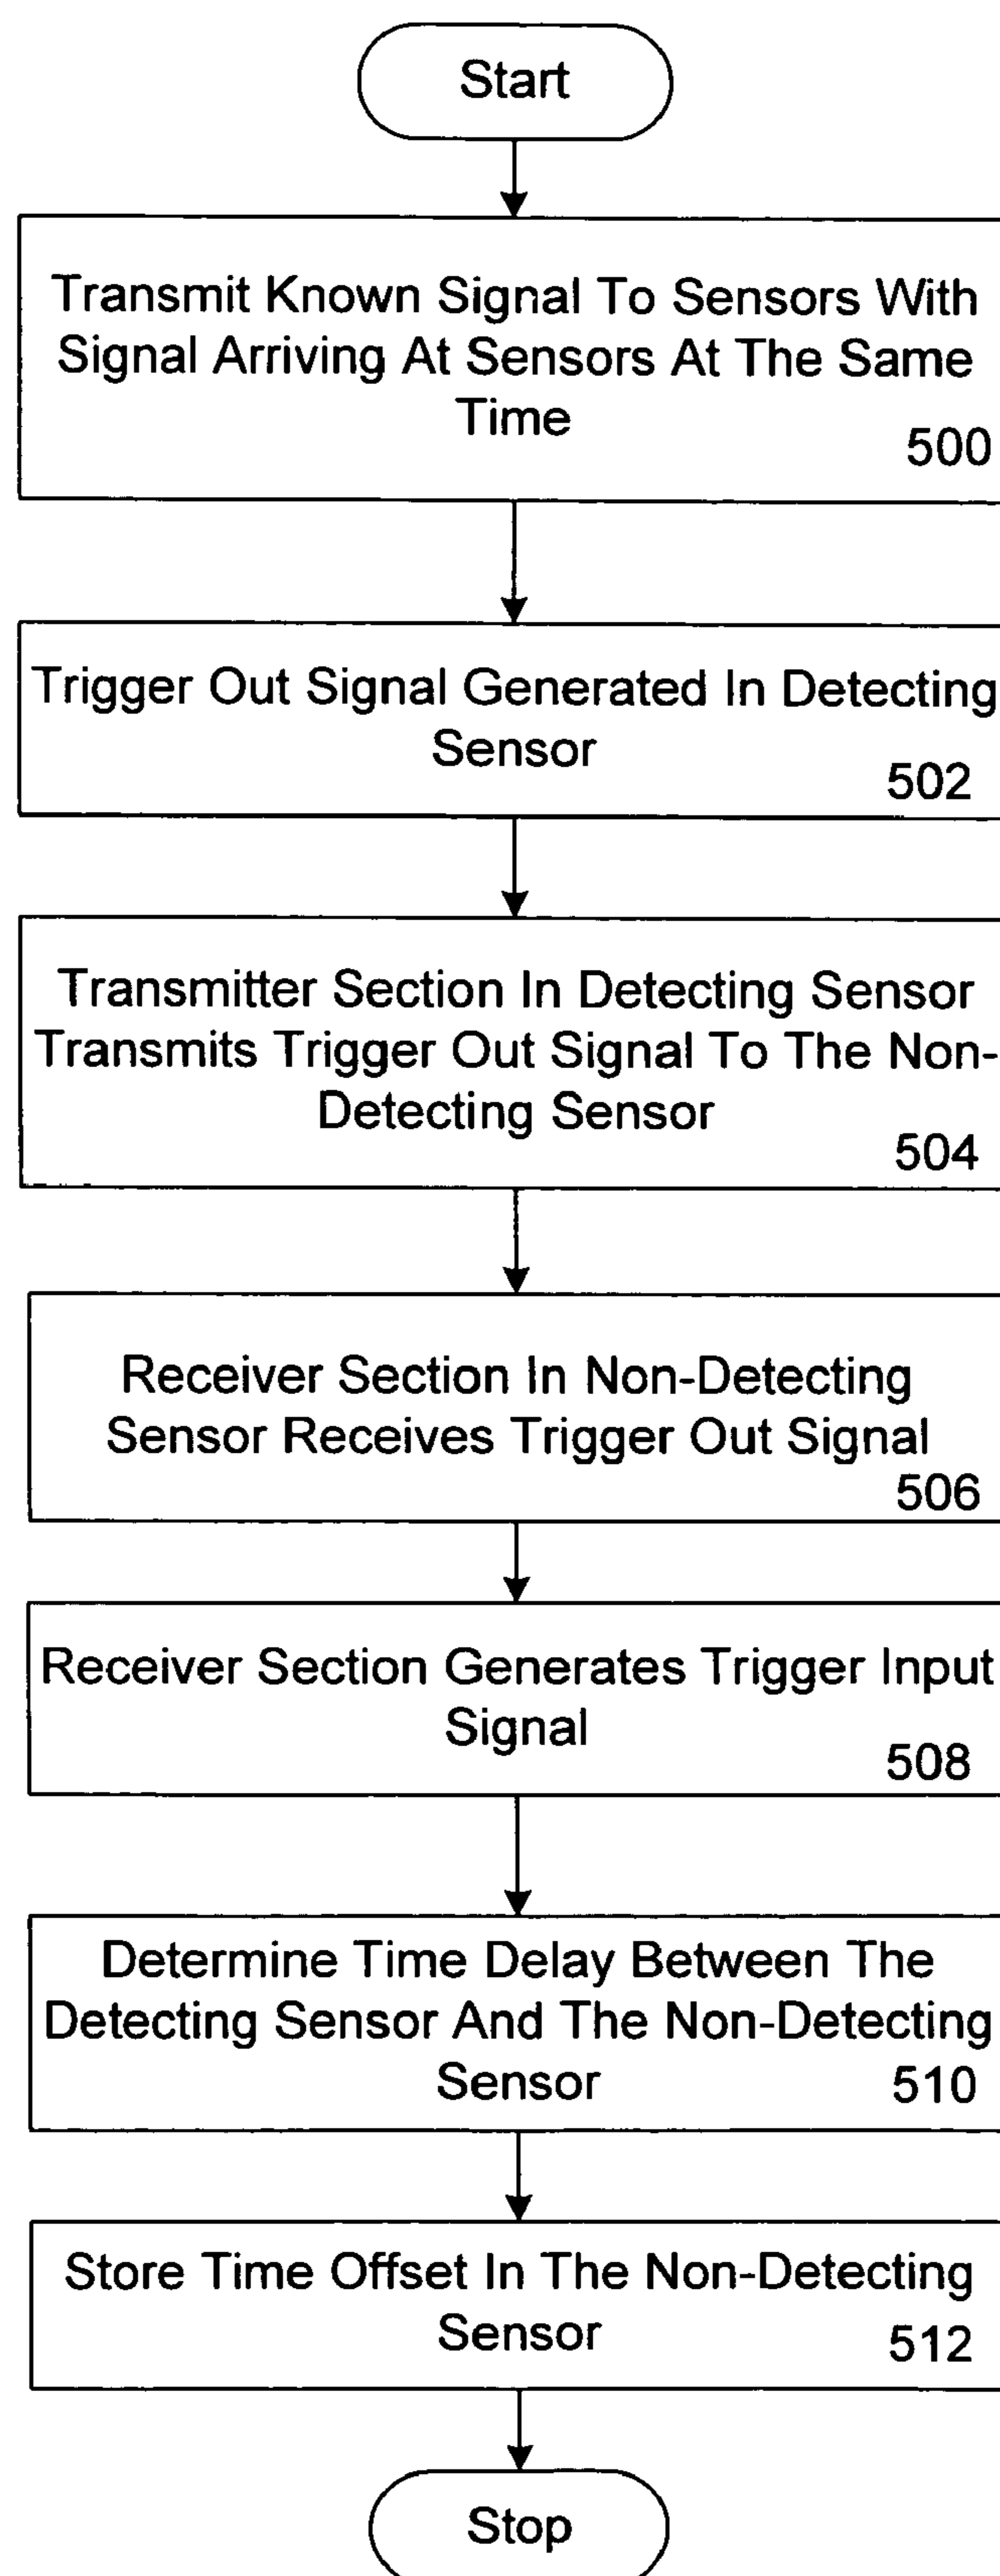 Start
Transmit Known Signal To Sensors With
Signal Arriving At Sensors At The Same
Time
500
Trigger Out Signal Generated In Detecting
Sensor
502
Transmitter Section In Detecting Sensor
Transmits Trigger Out Signal To The Non-
Detecting Sensor
504
Receiver Section In Non-Detecting
Sensor Receives Trigger Out Signal
506
Receiver Section Generates Trigger Input
Signal
508
Determine Time Delay Between The
Detecting Sensor And The Non-Detecting
Sensor
510
Store Time Offset In The Non-Detecting
Sensor
512
Stop